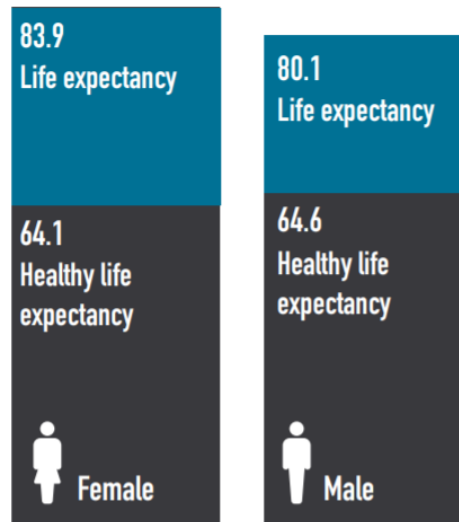 83.9
Life expectancy
64.1
Healthy life
expectancy
Female
80.1
Life expectancy
64.6
Healthy life
expectancy
Male